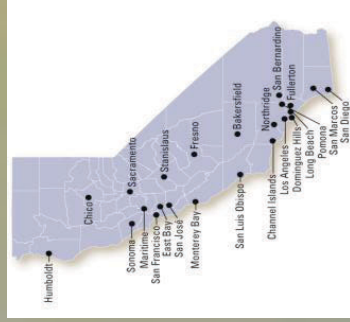 Humboldt
Chico
Sacramento
Sonoma
Maritime
San Francisco
East Bay
San José
Stanislaus
Fresno
Monterey Bay
Bakersfield
San Luis Obispo
Northridge
Channel Islands
Los Angeles
Dominguez Hills
Long Beach
San Bernardino
Fullerton
Pomona
San Marcos
San Diego